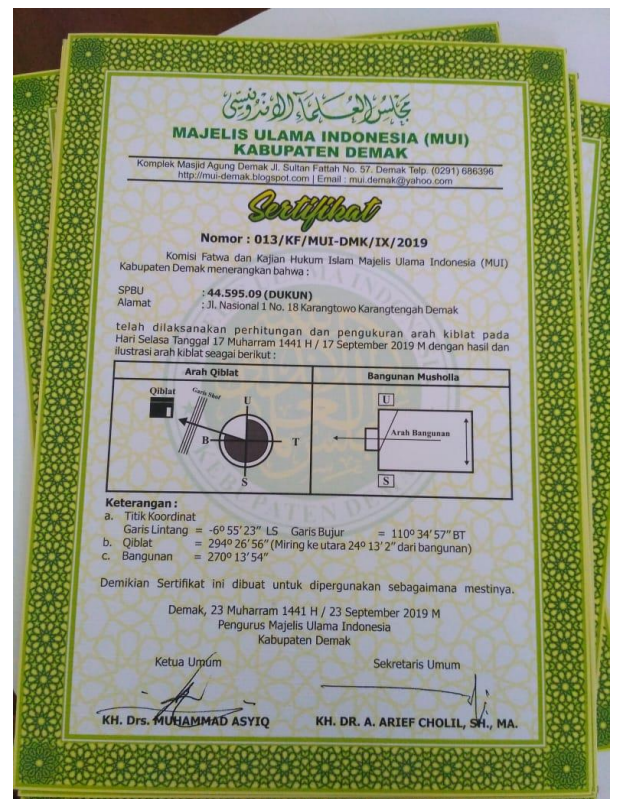 مجلس العلماء الاندونيسي
MAJELIS ULAMA INDONESIA (MUI)
KABUPATEN DEMAK
Komplek Masjid Agung Demak Jl. Sultan Fattah No. 57. Demak Telp. (0291) 686396
http://mui-demak.blogspot.com | Email : mui.demak@yahoo.com
Sertifikat
Nomor : 013/KF/MUI-DMK/IX/2019
Komisi Fatwa dan Kajian Hukum Islam Majelis Ulama Indonesia (MUI)
Kabupaten Demak menerangkan bahwa :
SPBU : 44.595.09 (DUKUN)
Alamat : Jl. Nasional 1 No. 18 Karangtowo Karangtengah Demak
telah dilaksanakan perhitungan dan pengukuran arah kiblat pada
Hari Selasa Tanggal 17 Muharram 1441 H / 17 September 2019 M dengan hasil dan
ilustrasi arah kiblat seagai berikut :
Arah Qiblat Bangunan Musholla
Qiblat Garis Shof U B T S
U Arah Bangunan S
Keterangan :
a. Titik Koordinat
Garis Lintang = -6º 55’23” LS Garis Bujur = 110º 34’57” BT
b. Qiblat = 294º 26’56” (Miring ke utara 24º 13’2” dari bangunan)
c. Bangunan = 270º 13’54”
Demikian Sertifikat ini dibuat untuk dipergunakan sebagaimana mestinya.
Demak, 23 Muharram 1441 H / 23 September 2019 M
Pengurus Majelis Ulama Indonesia
Kabupaten Demak
Ketua Umum Sekretaris Umum
KH. Drs. MUHAMMAD ASYIQ KH. DR. A. ARIEF CHOLIL, SH., MA.